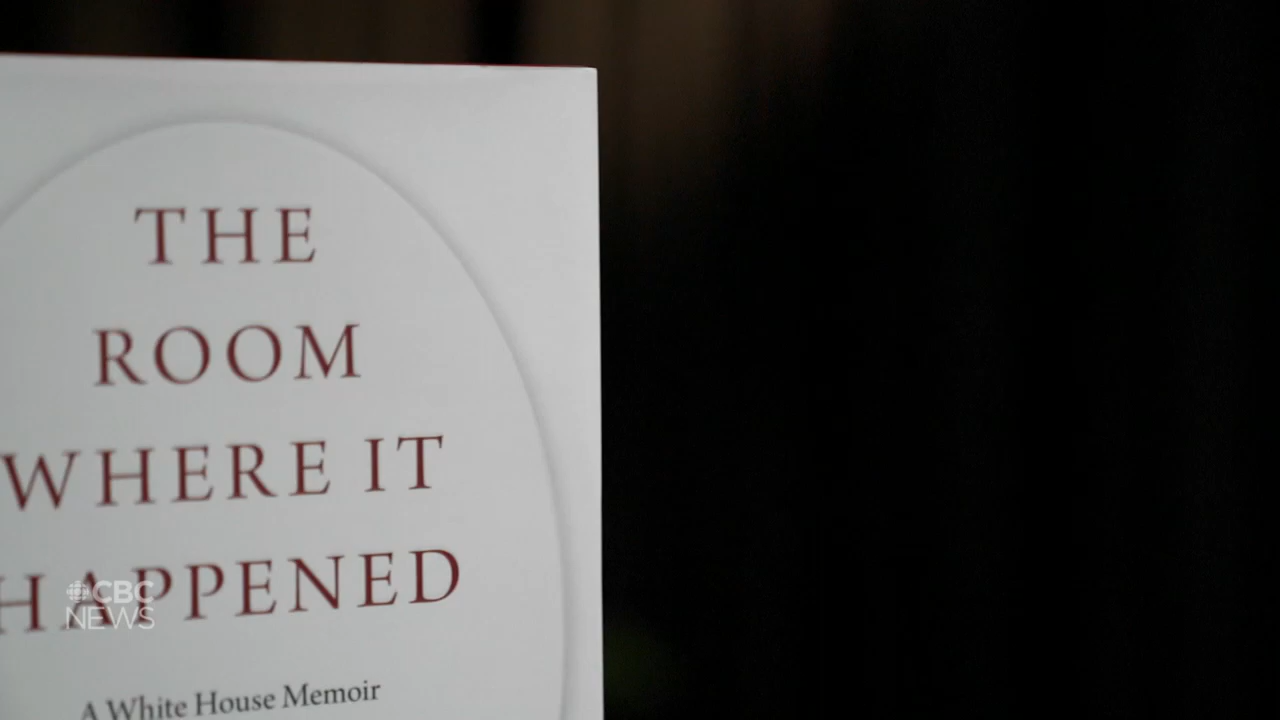 THE
ROOM
WHERE IT
HAPPENED
CBC
NEWS
A White House Memoir